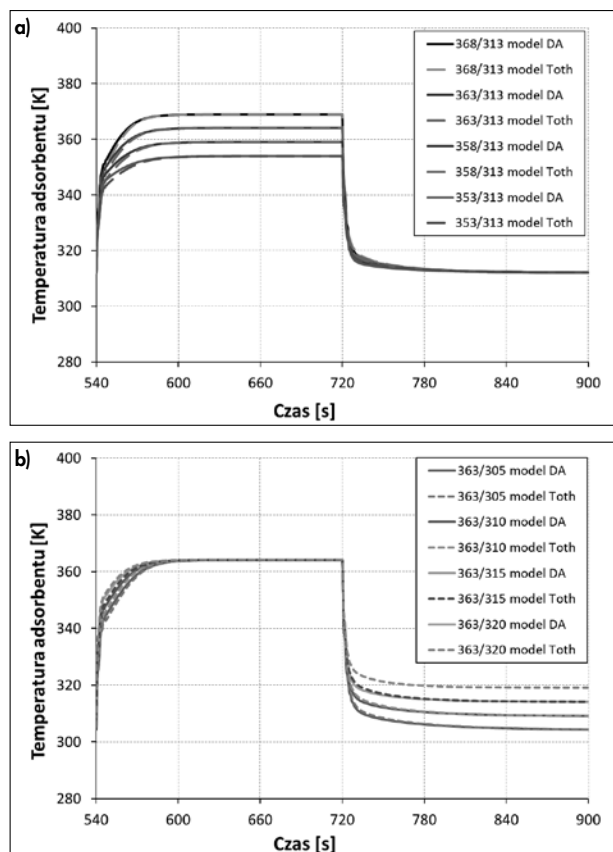 a)
Temperatura adsorbentu [K]
400
380
360
340
320
300
280
368/313 model DA
368/313 model Toth
363/313 model DA
363/313 model Toth
358/313 model DA
358/313 model Toth
353/313 model DA
353/313 model Toth
540 600 660 720 780 840 900
Czas [s]
b)
Temperatura adsorbentu [K]
400
380
360
340
320
300
280
363/305 model DA
363/305 model Toth
363/310 model DA
363/310 model Toth
363/315 model DA
363/315 model Toth
363/320 model DA
363/320 model Toth
540 600 660 720 780 840 900
Czas [s]